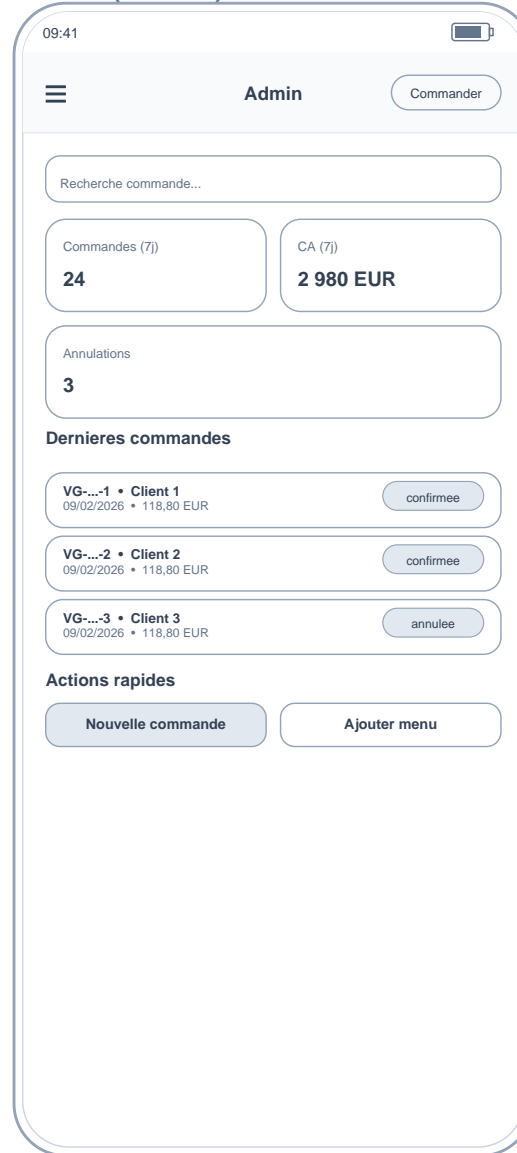 09:41
Admin
Commander
Recherche commande...
Commandes (7j)
24
CA (7j)
2 980 EUR
Annulations
3
Dernieres commandes
VG-...-1 • Client 1
09/02/2026 • 118,80 EUR
confirmee
VG-...-2 • Client 2
09/02/2026 • 118,80 EUR
confirmee
VG-...-3 • Client 3
09/02/2026 • 118,80 EUR
annulee
Actions rapides
Nouvelle commande
Ajouter menu